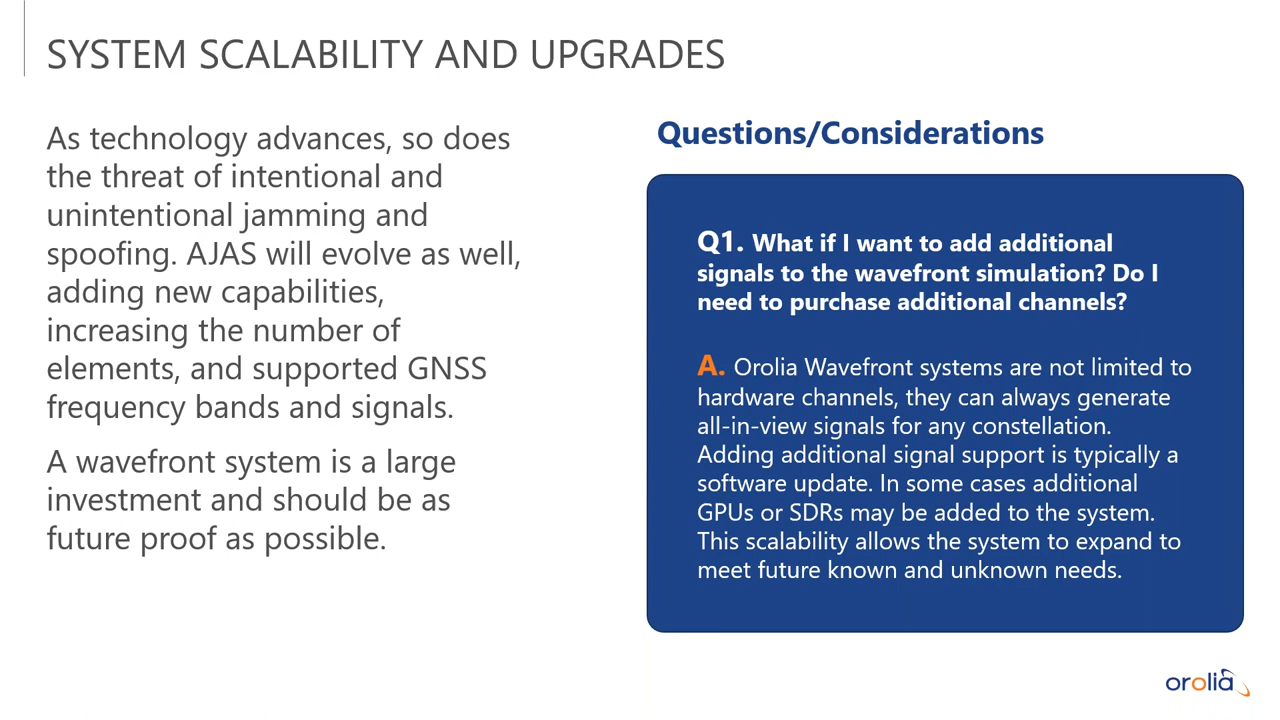 SYSTEM SCALABILITY AND UPGRADES
As technology advances, so does
the threat of intentional and
unintentional jamming and
spoofing. AJAS will evolve as well,
adding new capabilities,
increasing the number of
elements, and supported GNSS
frequency bands and signals.
A wavefront system is a large
investment and should be as
future proof as possible.
Questions/Considerations
Q1. What if I want to add additional
signals to the wavefront simulation? Do I
need to purchase additional channels?
A. Orolia Wavefront systems are not limited to
hardware channels, they can always generate
all-in-view signals for any constellation.
Adding additional signal support is typically a
software update. In some cases additional
GPUs or SDRs may be added to the system.
This scalability allows the system to expand to
meet future known and unknown needs.
orolia